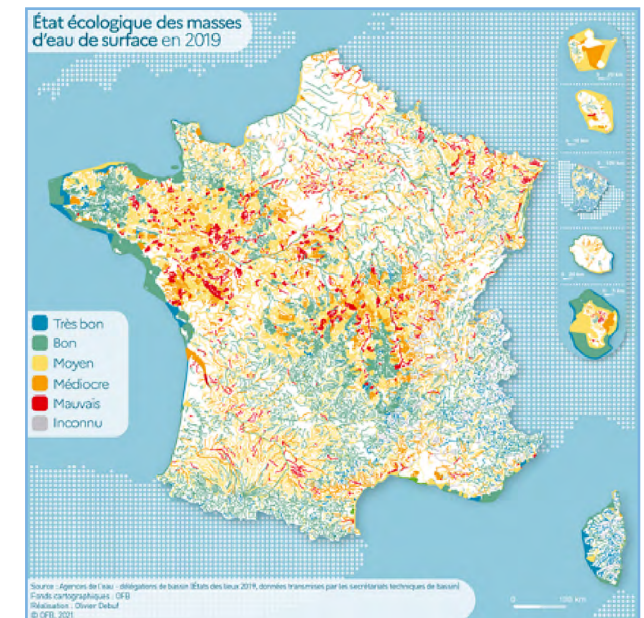 État écologique des masses
d'eau de surface en 2019
Très bon
Bon
Moyen
Médiocre
Mauvais
Inconnu
Source : Agences de l'eau - délégations de bassin (États des lieux 2019, données transmises par les secrétariats techniques de bassin)
Fonds cartographiques : OFB
Réalisation : Olivier Debuf
© OFB, 2021
0 100 km